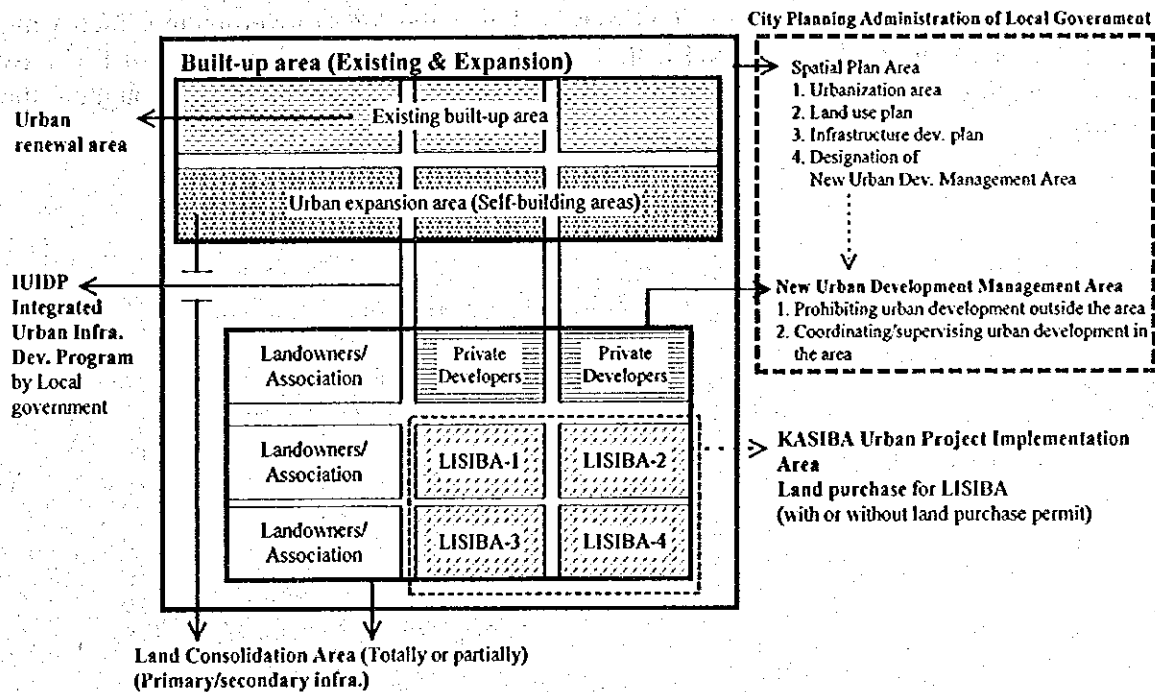 City Planning Administration of Local Government
Built-up area (Existing & Expansion)
Spatial Plan Area
1. Urbanization area
2. Land use plan
3. Infrastructure dev. plan
4. Designation of
New Urban Dev. Management Area
Urban
renewal area
Existing built-up area
Urban expansion area (Self-building areas)
IUIDP
Integrated
Urban Infra.
Dev. Program
by Local
government
New Urban Development Management Area
1. Prohibiting urban development outside the area
2. Coordinating/supervising urban development in
the area
Landowners/
Association
Private
Developers
Private
Developers
Landowners/
Association
LISIBA-1
LISIBA-2
KASIBA Urban Project Implementation
Area
Land purchase for LISIBA
(with or without land purchase permit)
Landowners/
Association
LISIBA-3
LISIBA-4
Land Consolidation Area (Totally or partially)
(Primary/secondary infra.)